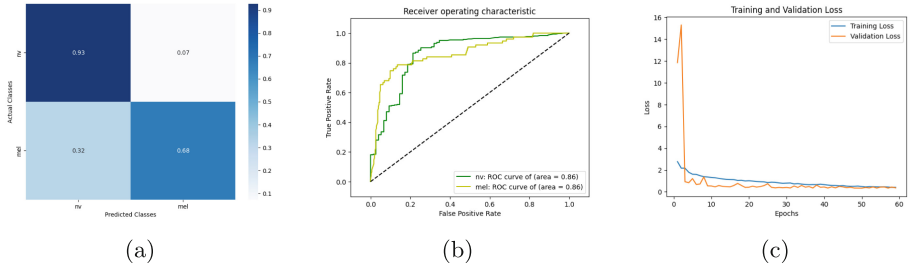 nv
mel
Actual Classes
0.93
0.07
0.32
0.68
nv
mel
Predicted Classes
0.9
0.8
0.7
0.6
0.5
0.4
0.3
0.2
0.1
(a)
Receiver operating characteristic
True Positive Rate
1.0
0.8
0.6
0.4
0.2
0.0
nv: ROC curve of (area = 0.86)
mel: ROC curve of (area = 0.86)
0.0
0.2
0.4
0.6
0.8
1.0
False Positive Rate
(b)
Training and Validation Loss
Training Loss
Validation Loss
Loss
16
14
12
10
8
6
4
2
0
0
10
20
30
40
50
60
Epochs
(c)